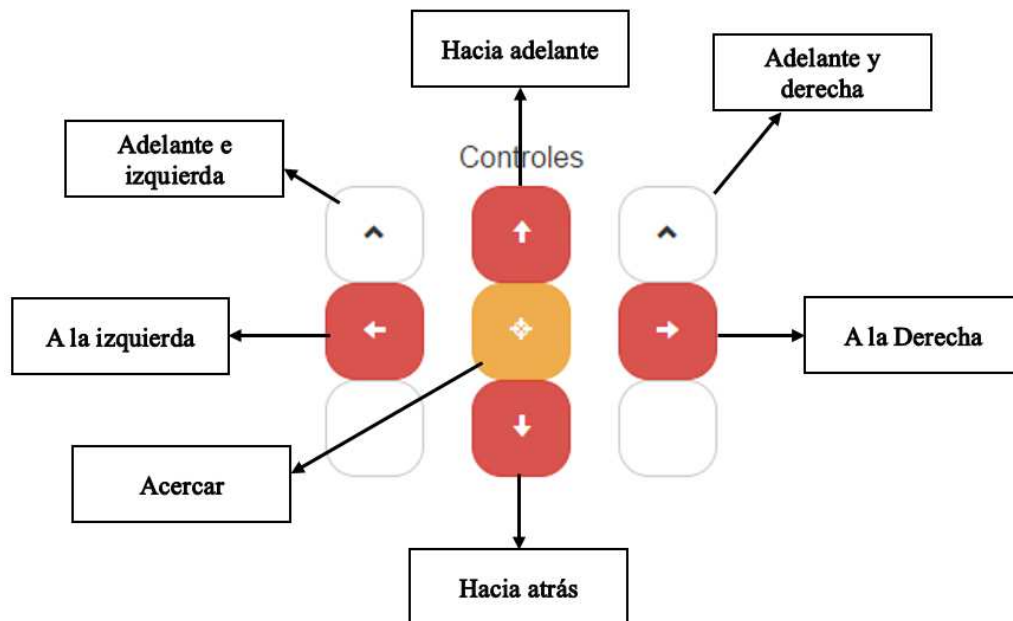 Hacia adelante
Adelante y
derecha
Adelante e
izquierda
Controles
A la izquierda
A la Derecha
Acercar
Hacia atrás